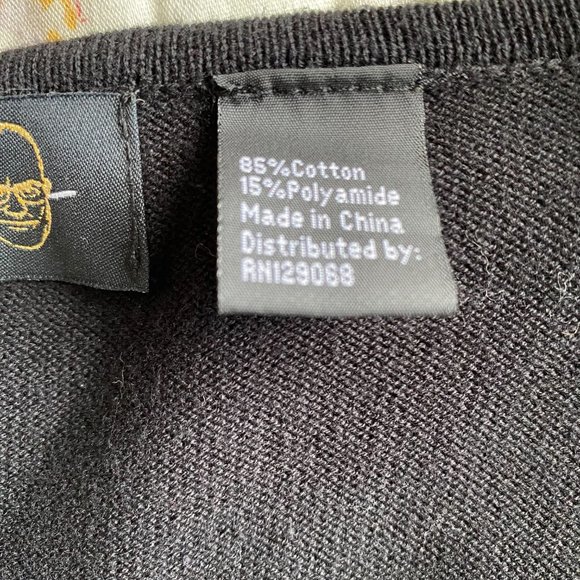 85%Cotton
15%Polyamide
Made in China
Distributed by:
RN129068